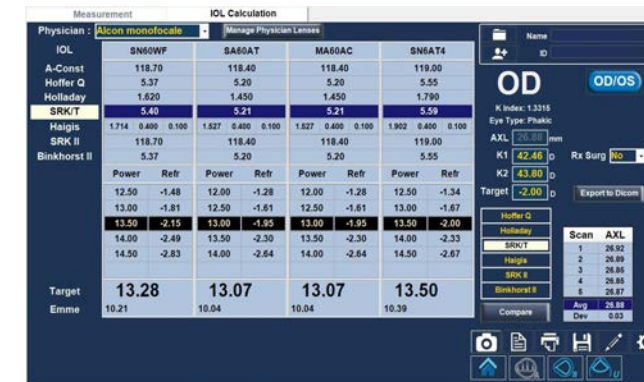 Measurement IOL Calculation
Physician : Alcon monofocale Manage Physician Lenses
IOL SN60WF SA60AT MA60AC SN6AT4
A-Const 118.70 118.40 118.40 119.00
Hoffer Q 5.37 5.20 5.20 5.55
Holladay 1.620 1.450 1.450 1.790
SRK/T 5.40 5.21 5.21 5.59
Haigis 1.714 0.400 0.100 1.527 0.400 0.100 1.527 0.400 0.100 1.902 0.400 0.100
SRK II 118.70 118.40 118.40 119.00
Binkhorst II 5.37 5.20 5.20 5.55
Power Refr Power Refr Power Refr Power Refr
12.50 -1.48 12.00 -1.28 12.00 -1.28 12.50 -1.34
13.00 -1.81 12.50 -1.61 12.50 -1.61 13.00 -1.67
13.50 -2.15 13.00 -1.95 13.00 -1.95 13.50 -2.00
14.00 -2.49 13.50 -2.30 13.50 -2.30 14.00 -2.33
14.50 -2.83 14.00 -2.64 14.00 -2.64 14.50 -2.67
Target 13.28 13.07 13.07 13.50
Emme 10.21 10.04 10.04 10.39
Name
ID
OD OD/OS
K Index: 1.3315
Eye Type: Phakic
AXL 26.88 mm
K1 42.46 D Rx Surg No
K2 43.80 D
Target -2.00 D Export to Dicom
Hoffer Q
Holladay
SRK/T
Haigis
SRK II
Binkhorst II
Compare
Scan AXL
1 26.92
2 26.89
3 26.85
4 26.85
5 26.87
Avg 26.88
Dev 0.03